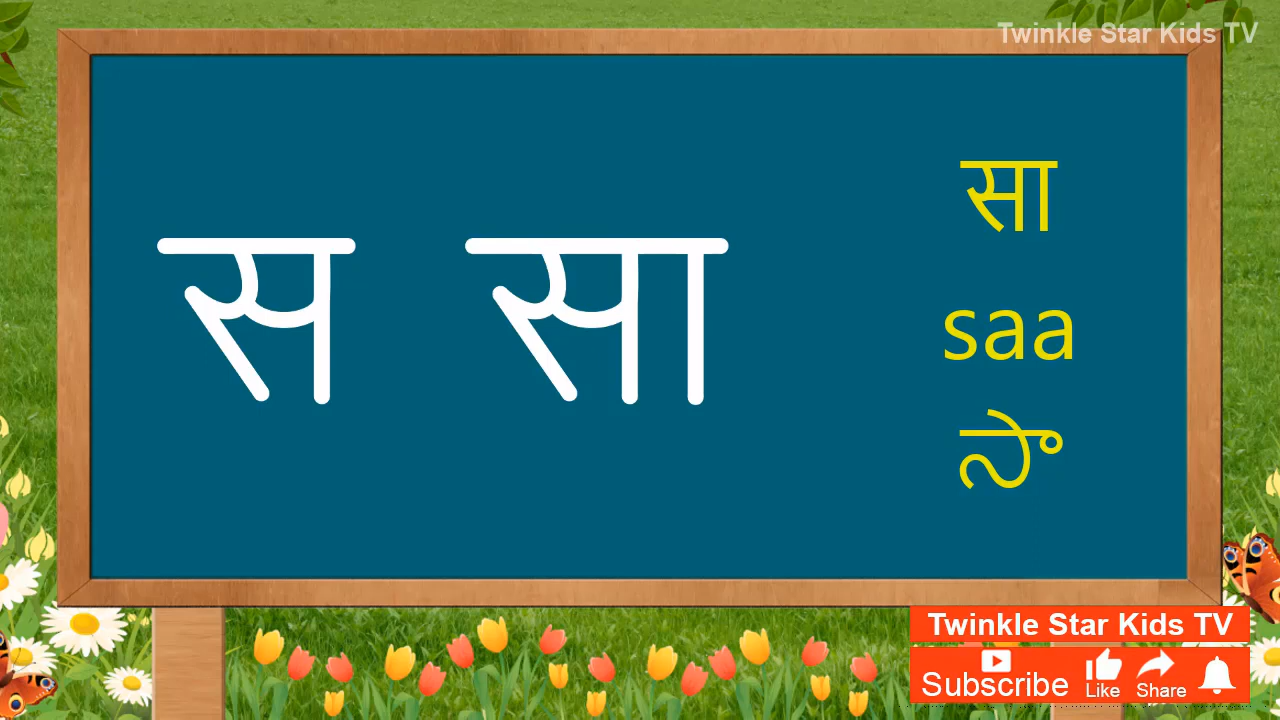 Twinkle Star Kids TV
स सा
सा
saa
సా
Twinkle Star Kids TV
Subscribe Like Share